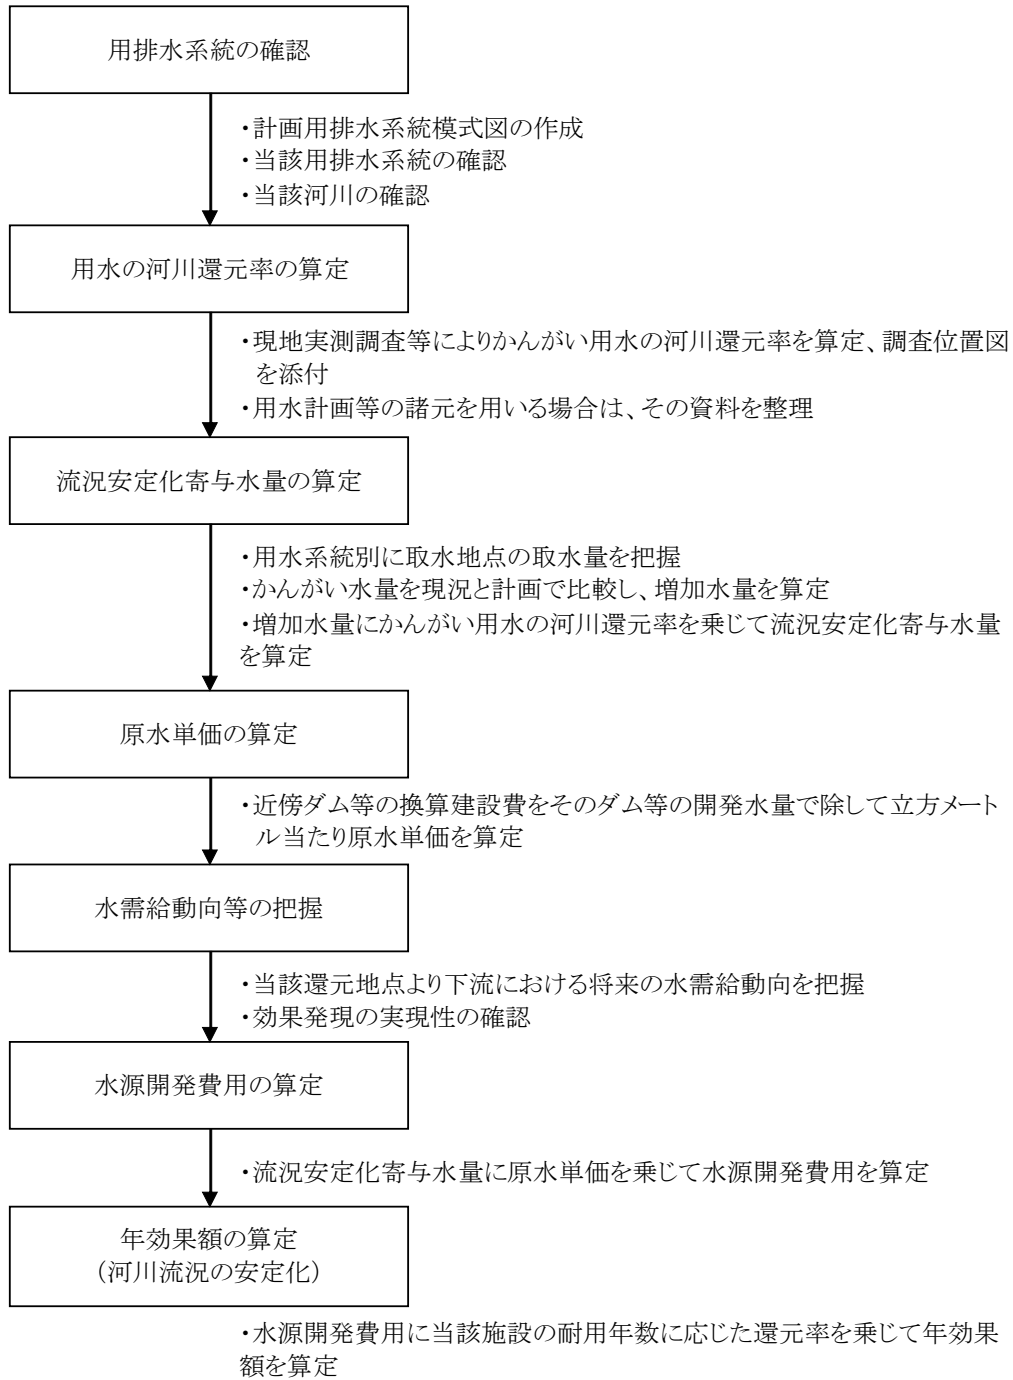 用排水系統の確認
・計画用排水系統模式図の作成
・当該用排水系統の確認
・当該河川の確認
用水の河川還元率の算定
・現地実測調査等によりかんがい用水の河川還元率を算定、調査位置図
を添付
・用水計画等の諸元を用いる場合は、その資料を整理
流況安定化寄与水量の算定
・用水系統別に取水地点の取水量を把握
・かんがい水量を現況と計画で比較し、増加水量を算定
・増加水量にかんがい用水の河川還元率を乗じて流況安定化寄与水量
を算定
原水単価の算定
・近傍ダム等の換算建設費をそのダム等の開発水量で除して立方メート
ル当たり原水単価を算定
水需給動向等の把握
・当該還元地点より下流における将来の水需給動向を把握
・効果発現の実現性の確認
水源開発費用の算定
・流況安定化寄与水量に原水単価を乗じて水源開発費用を算定
年効果額の算定
（河川流況の安定化）
・水源開発費用に当該施設の耐用年数に応じた還元率を乗じて年効果
額を算定